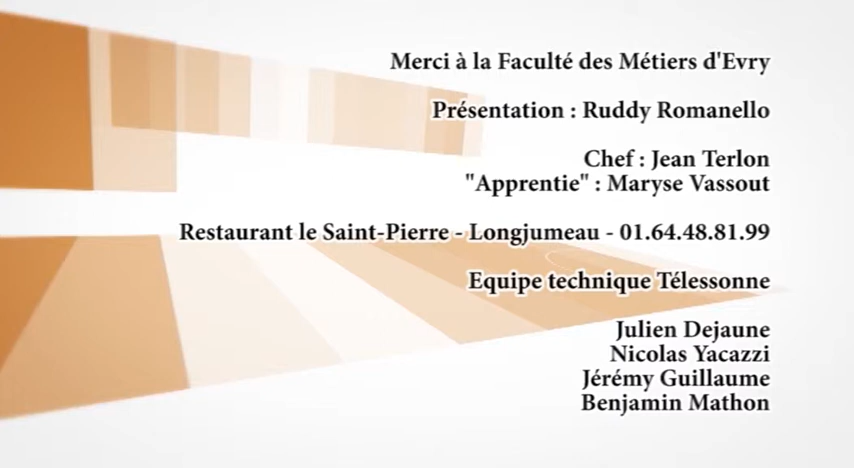 Merci à la Faculté des Métiers d'Evry
Présentation : Ruddy Romanello
Chef : Jean Terlon
"Apprentie" : Maryse Vassout
Restaurant le Saint-Pierre - Longjumeau - 01.64.48.81.99
Equipe technique Télessonne
Julien Dejaune
Nicolas Yacazzi
Jérémy Guillaume
Benjamin Mathon